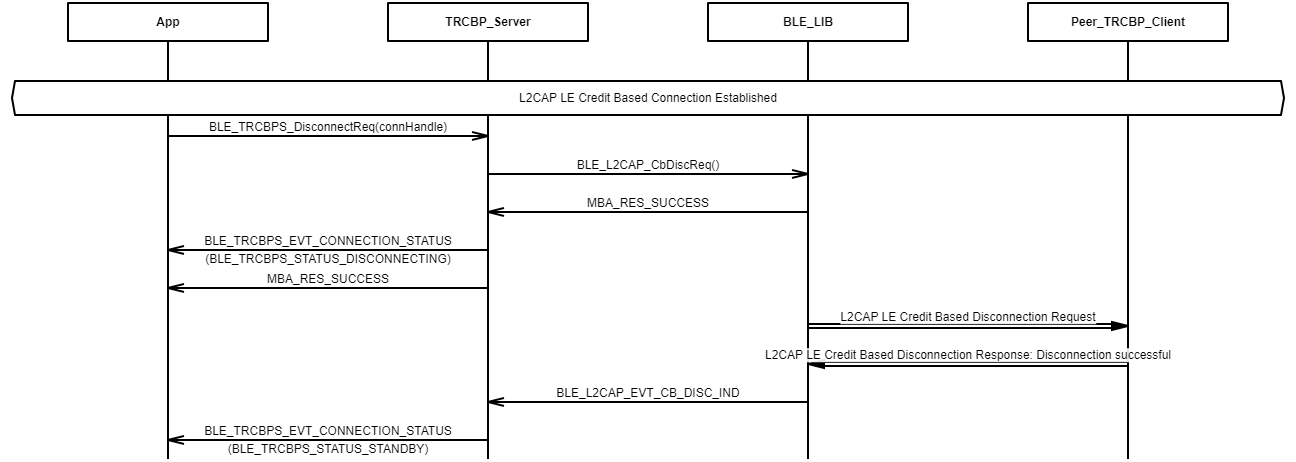 App
TRCBP_Server
BLE_LIB
Peer_TRCBP_Client
L2CAP LE Credit Based Connection Established
BLE_TRCBPS_DisconnectReq(connHandle)
BLE_L2CAP_CbDiscReq()
MBA_RES_SUCCESS
BLE_TRCBPS_EVT_CONNECTION_STATUS
(BLE_TRCBPS_STATUS_DISCONNECTING)
MBA_RES_SUCCESS
L2CAP LE Credit Based Disconnection Request
L2CAP LE Credit Based Disconnection Response: Disconnection successful
BLE_L2CAP_EVT_CB_DISC_IND
BLE_TRCBPS_EVT_CONNECTION_STATUS
(BLE_TRCBPS_STATUS_STANDBY)